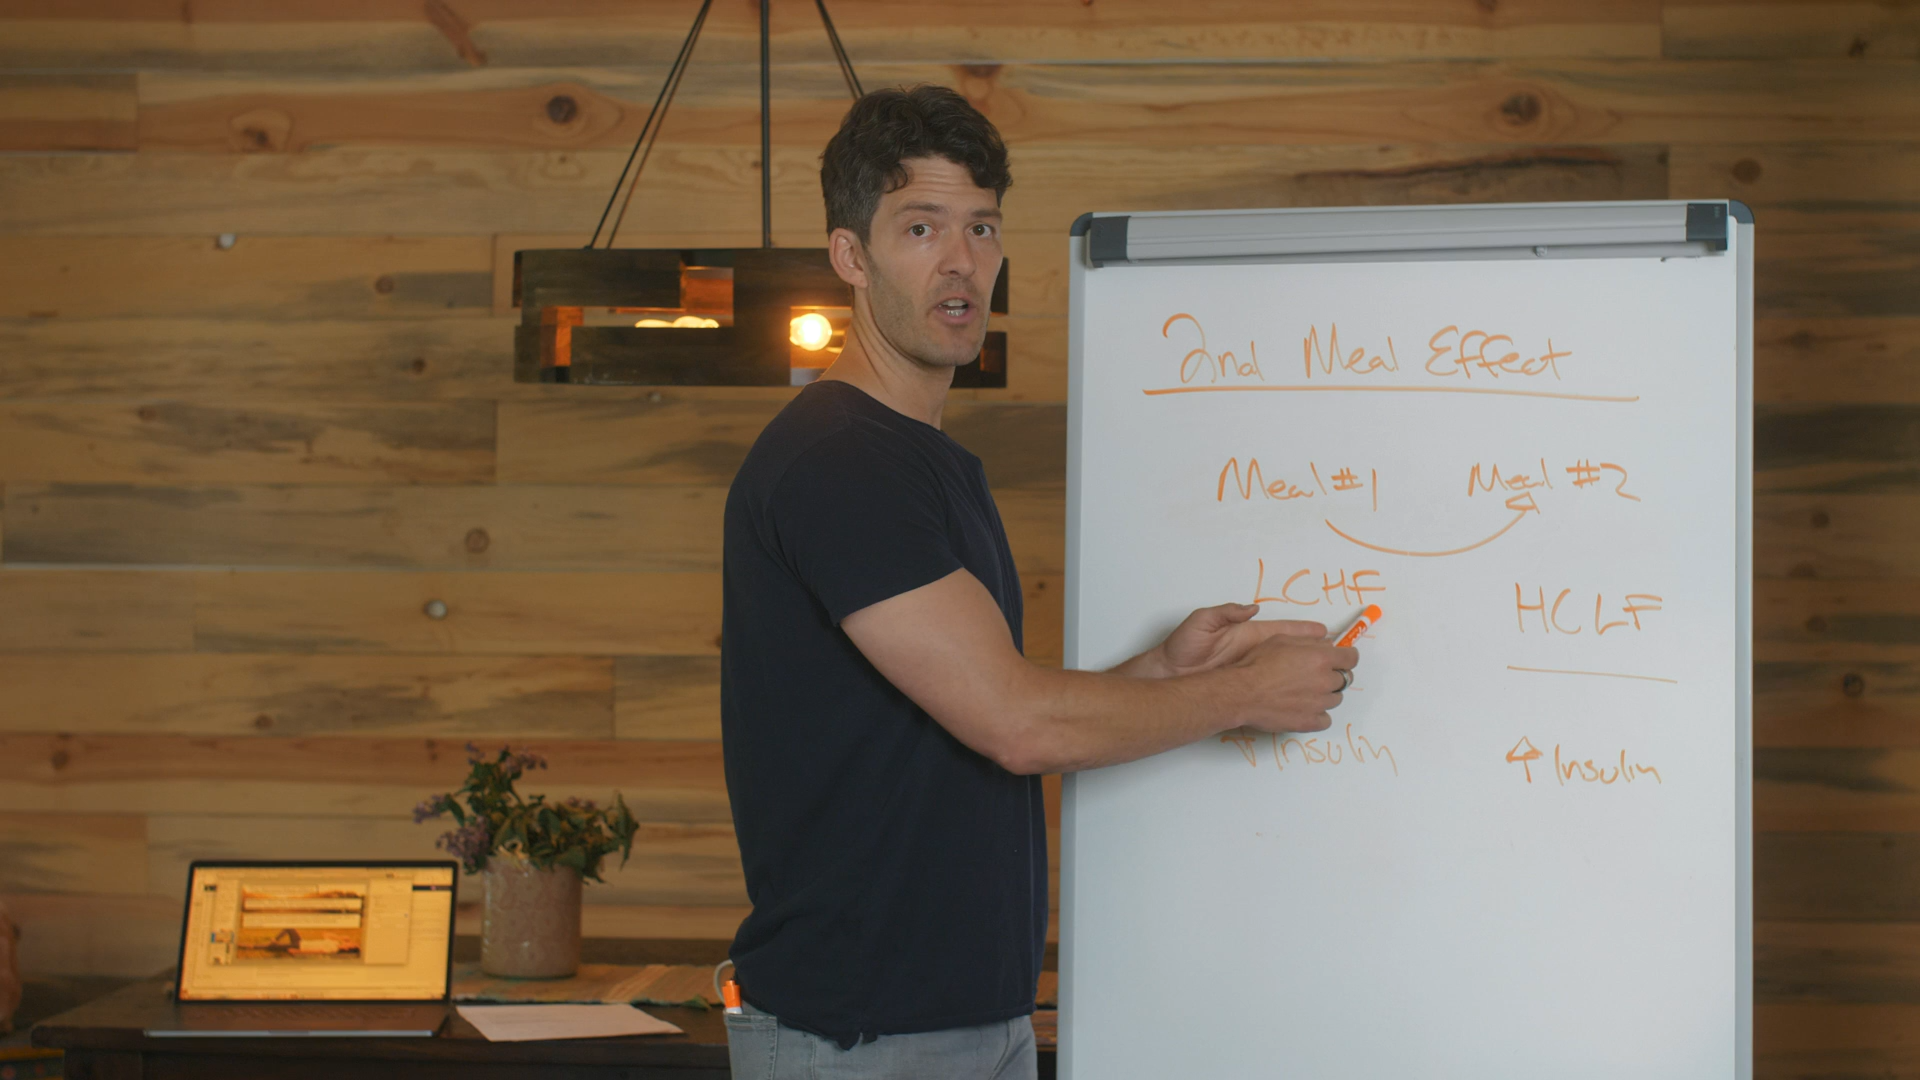 2nd Meal Effect
Meal #1 Meal #2
LCHF HCLF
Insulin ↑ Insulin